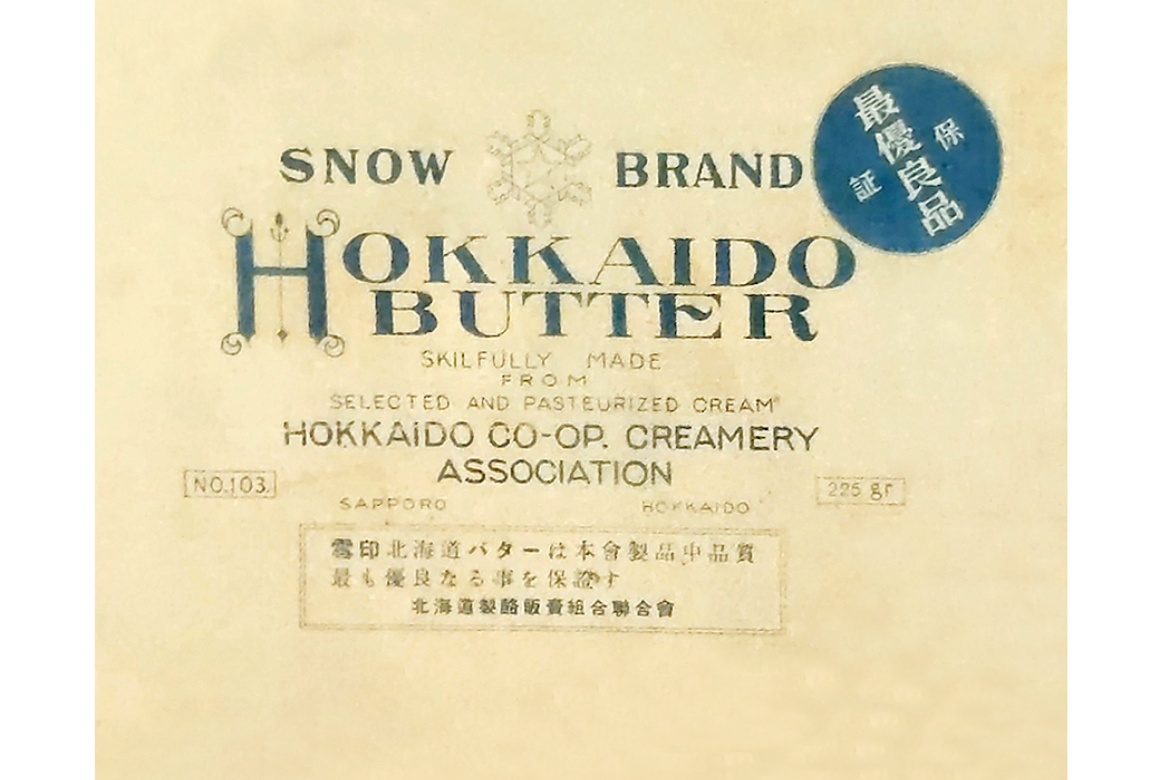 SNOW BRAND
最優良品
保証
HOKKAIDO
BUTTER
SKILFULLY MADE
FROM
SELECTED AND PASTEURIZED CREAM
HOKKAIDO CO-OP. CREAMERY
ASSOCIATION
NO.103.
225 gr
SAPPORO HOKKAIDO
雪印北海道バターは本會製品中品質
最も優良なる事を保證す
北海道製酪販賣組合聯合會